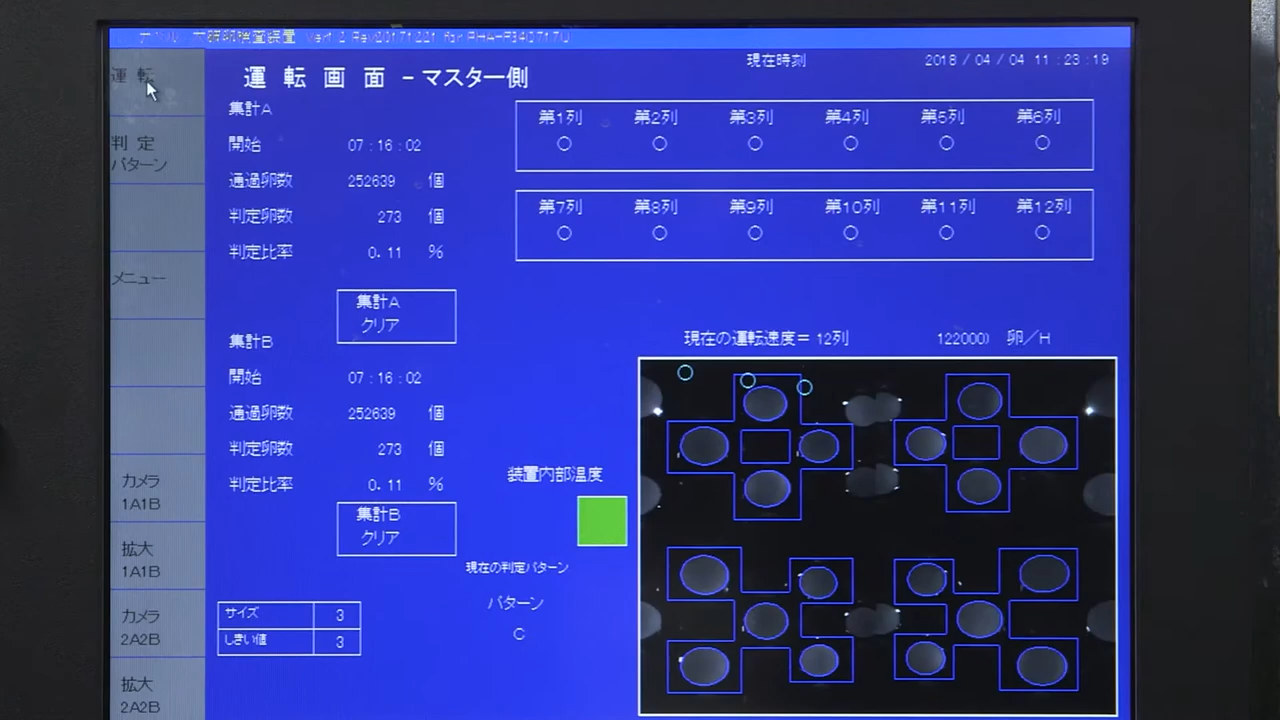 検査装置 Ver1.2 Rev20171221 for
運転
運転画面 -マスター側
現在時刻 2018/04/04 11:23:19
判定
パターン
メニュー
カメラ
1A1B
拡大
1A1B
カメラ
2A2B
拡大
2A2B
集計A
開始 07:16:02
通過卵数 252639 個
判定卵数 273 個
判定比率 0.11 %
集計A
クリア
第1列 第2列 第3列 第4列 第5列 第6列
第7列 第8列 第9列 第10列 第11列 第12列
集計B
開始 07:16:02
通過卵数 252639 個
判定卵数 273 個
判定比率 0.11 %
集計B
クリア
サイズ 3
しきい値 3
装置内部温度
現在の判定パターン
パターン
C
現在の運転速度= 12列 122000) 卵/H